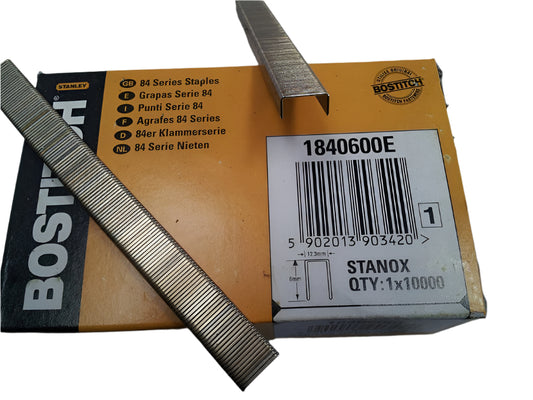 STANLEY
BOSTITCH
GB 84 Series Staples
E Grapas Serie 84
I Punti Serie 84
F Agrafes 84 Series
D 84er Klammerserie
NL 84 Serie Nieten
BOSTITCH
1840600E
5 902013 903420 >
1
12.3mm
6mm
STANOX
QTY:1x10000